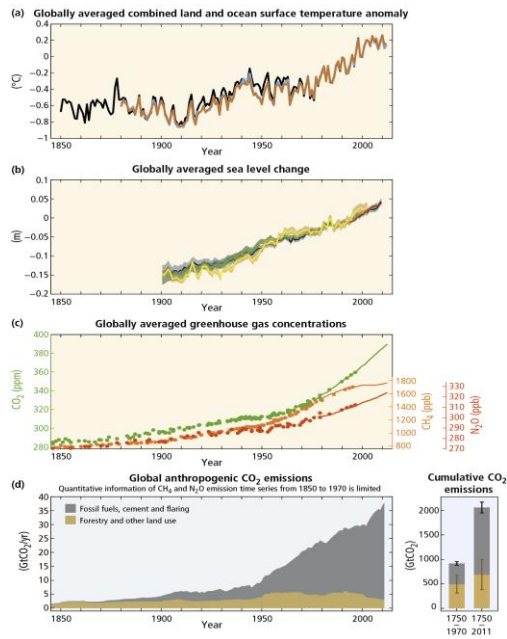 (a) Globally averaged combined land and ocean surface temperature anomaly
0.4
0.2
0
−0.2
−0.4
−0.6
−0.8
−1
(°C)
1850 1900 1950 2000
Year
(b) Globally averaged sea level change
0.1
0.05
0
−0.05
−0.1
−0.15
−0.2
(m)
1850 1900 1950 2000
Year
(c) Globally averaged greenhouse gas concentrations
400
380
360
340
320
300
280
CO2 (ppm)
1800
1600
1400
1200
1000
800
CH4 (ppb)
330
320
310
300
290
280
270
N2O (ppb)
1850 1900 1950 2000
Year
(d) Global anthropogenic CO2 emissions
Quantitative information of CH4 and N2O emission time series from 1850 to 1970 is limited
40
35
30
25
20
15
10
5
0
(GtCO2/yr)
Fossil fuels, cement and flaring
Forestry and other land use
1850 1900 1950 2000
Year
Cumulative CO2
emissions
2000
1500
1000
500
0
(GtCO2)
1750 1750
– –
1970 2011